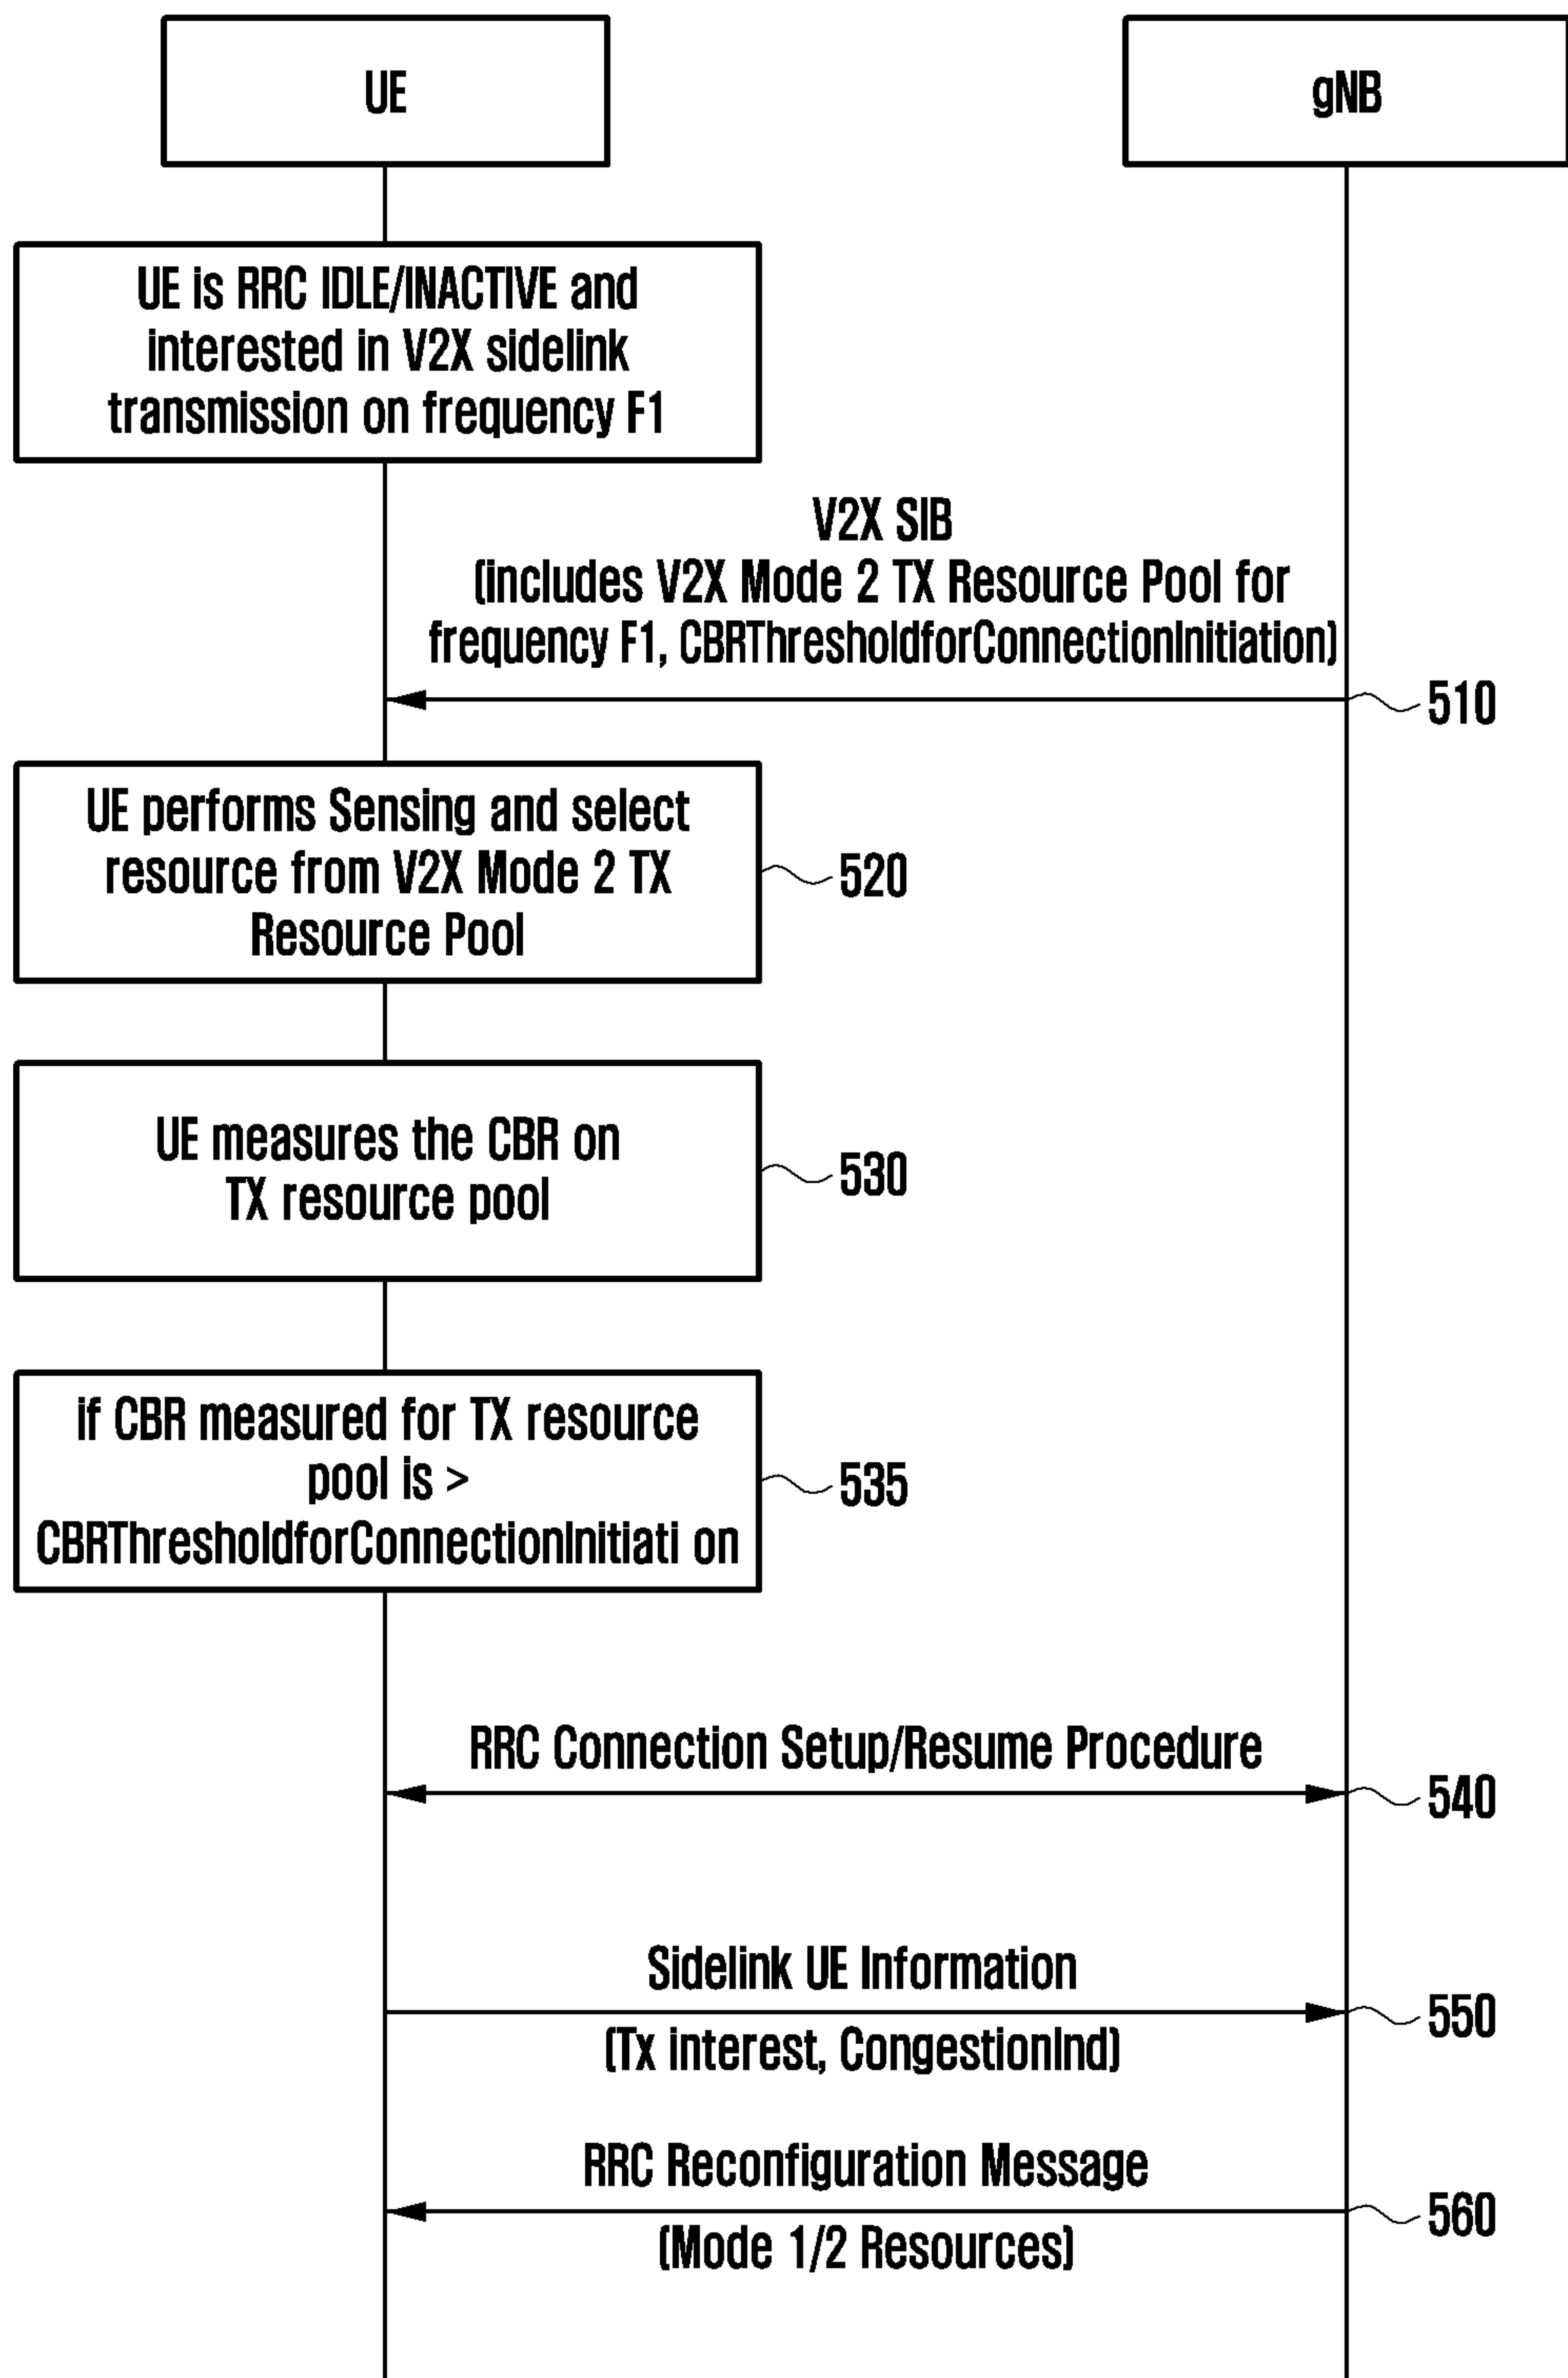 UE
gNB
UE is RRC IDLE/INACTIVE and
interested in V2X sidelink
transmission on frequency F1
V2X SIB
(includes V2X Mode 2 TX Resource Pool for
frequency F1, CBRThresholdforConnectionInitiation)
510
UE performs Sensing and select
resource from V2X Mode 2 TX
Resource Pool
520
UE measures the CBR on
TX resource pool
530
if CBR measured for TX resource
pool is >
CBRThresholdforConnectionInitiati on
535
RRC Connection Setup/Resume Procedure
540
Sidelink UE Information
550
(Tx interest, CongestionInd)
RRC Reconfiguration Message
560
(Mode 1/2 Resources)